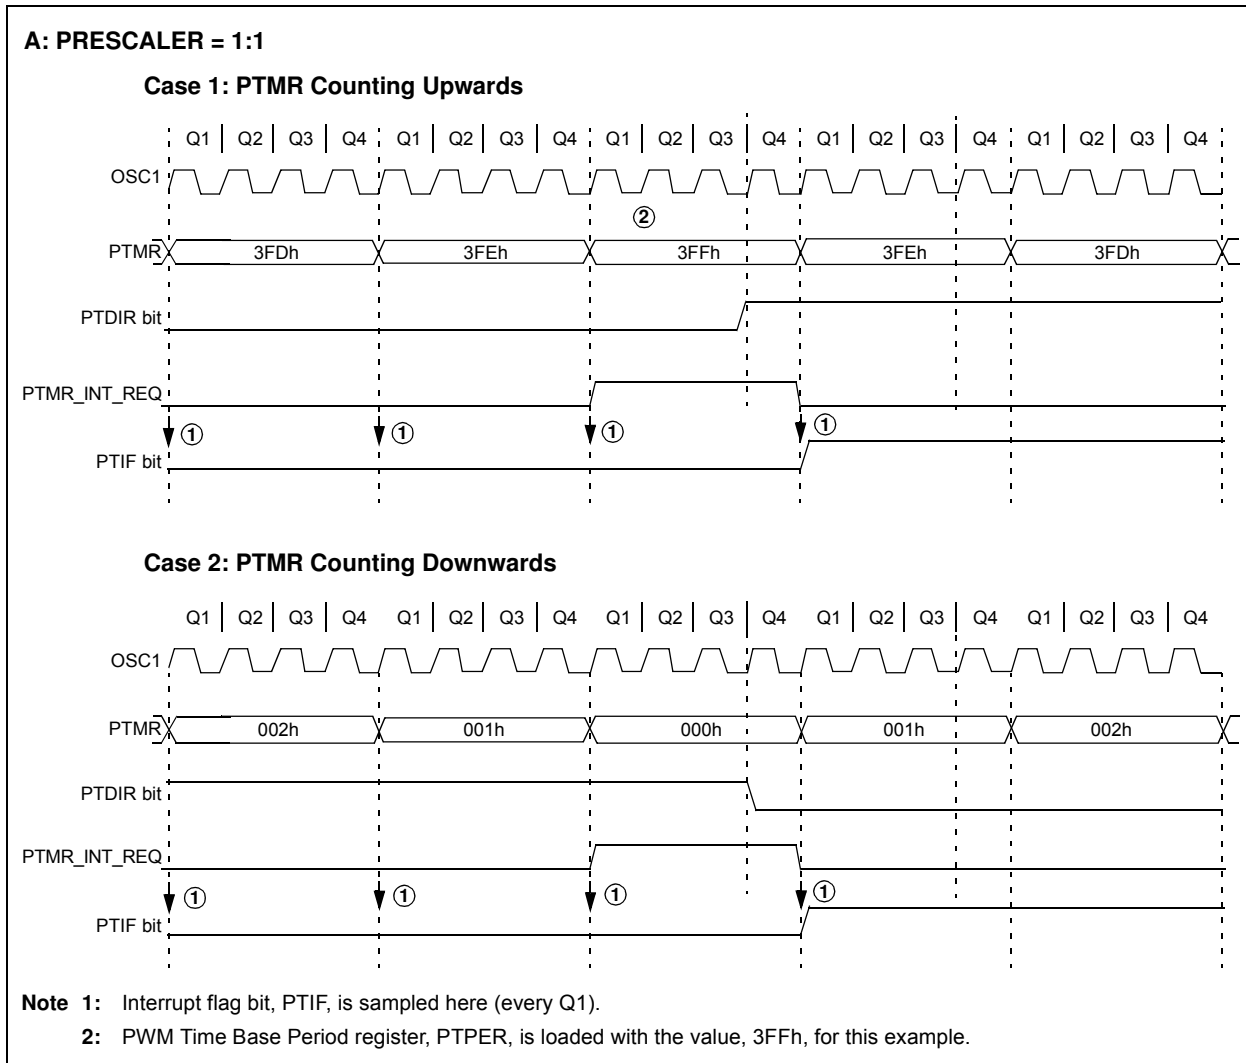 A: PRESCALER = 1:1
Case 1: PTMR Counting Upwards
Q1 Q2 Q3 Q4 Q1 Q2 Q3 Q4 Q1 Q2 Q3 Q4 Q1 Q2 Q3 Q4 Q1 Q2 Q3 Q4
OSC1
2
PTMR 3FDh 3FEh 3FFh 3FEh 3FDh
PTDIR bit
PTMR_INT_REQ
1 1 1 1
PTIF bit
Case 2: PTMR Counting Downwards
Q1 Q2 Q3 Q4 Q1 Q2 Q3 Q4 Q1 Q2 Q3 Q4 Q1 Q2 Q3 Q4 Q1 Q2 Q3 Q4
OSC1
PTMR 002h 001h 000h 001h 002h
PTDIR bit
PTMR_INT_REQ
1 1 1 1
PTIF bit
Note 1: Interrupt flag bit, PTIF, is sampled here (every Q1).
2: PWM Time Base Period register, PTPER, is loaded with the value, 3FFh, for this example.